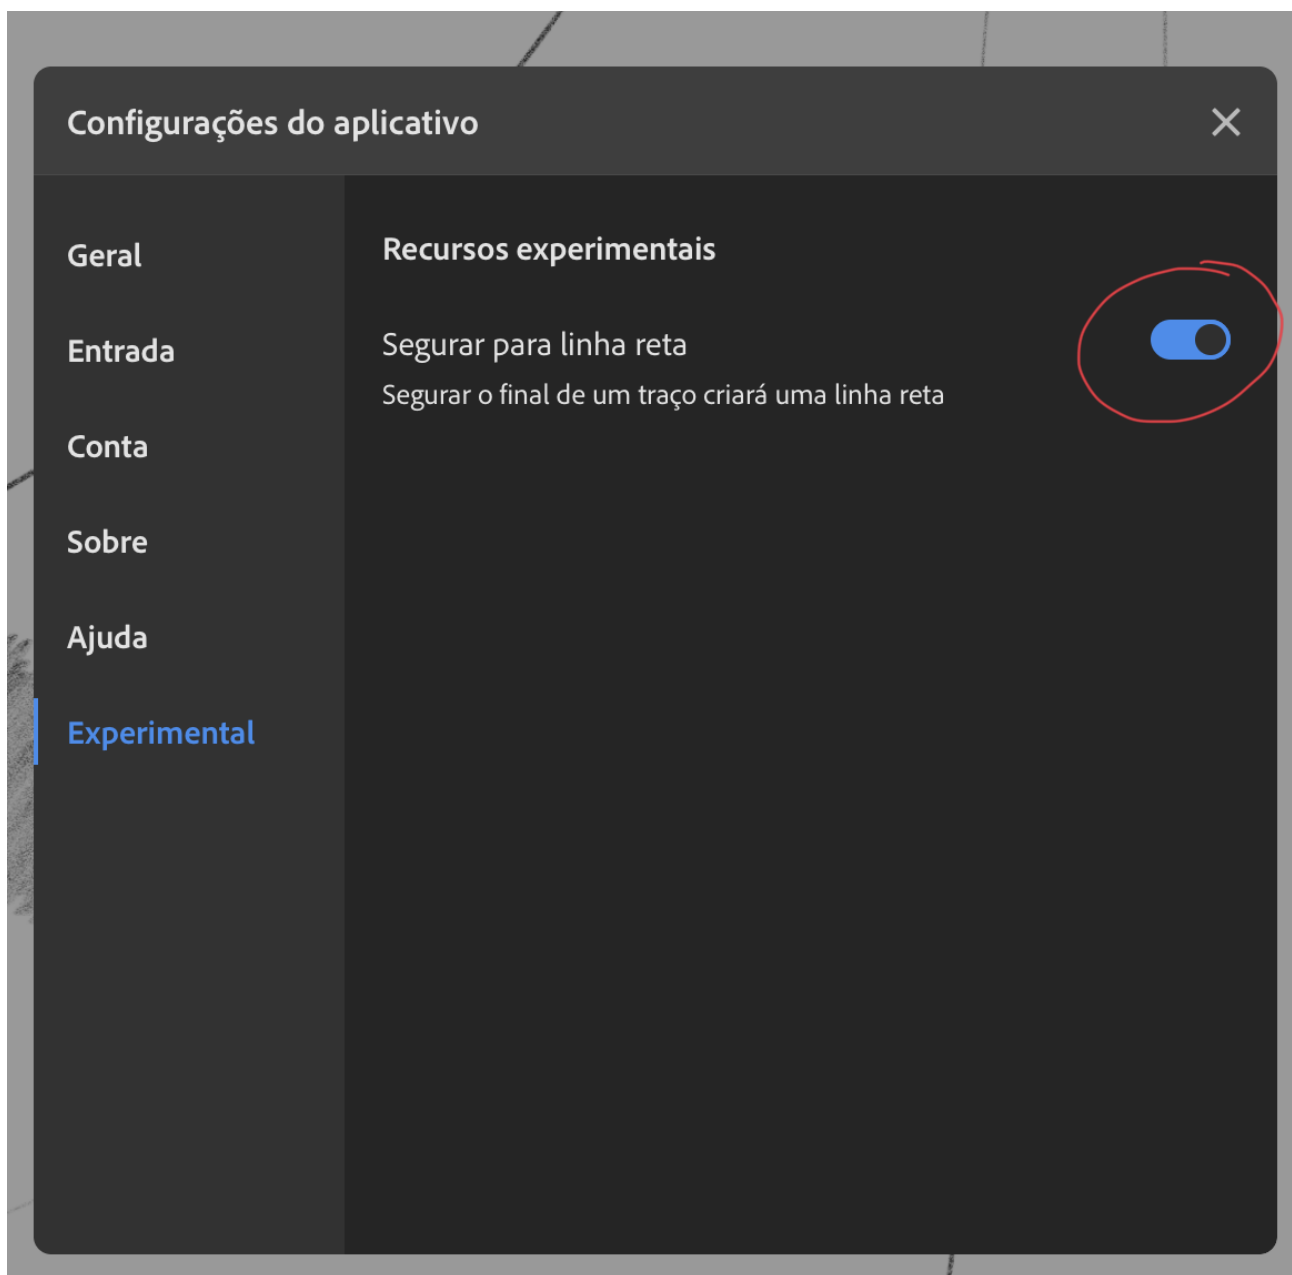 Configurações do aplicativo
Geral
Entrada
Conta
Sobre
Ajuda
Experimental
Recursos experimentais
Segurar para linha reta
Segurar o final de um traço criará uma linha reta